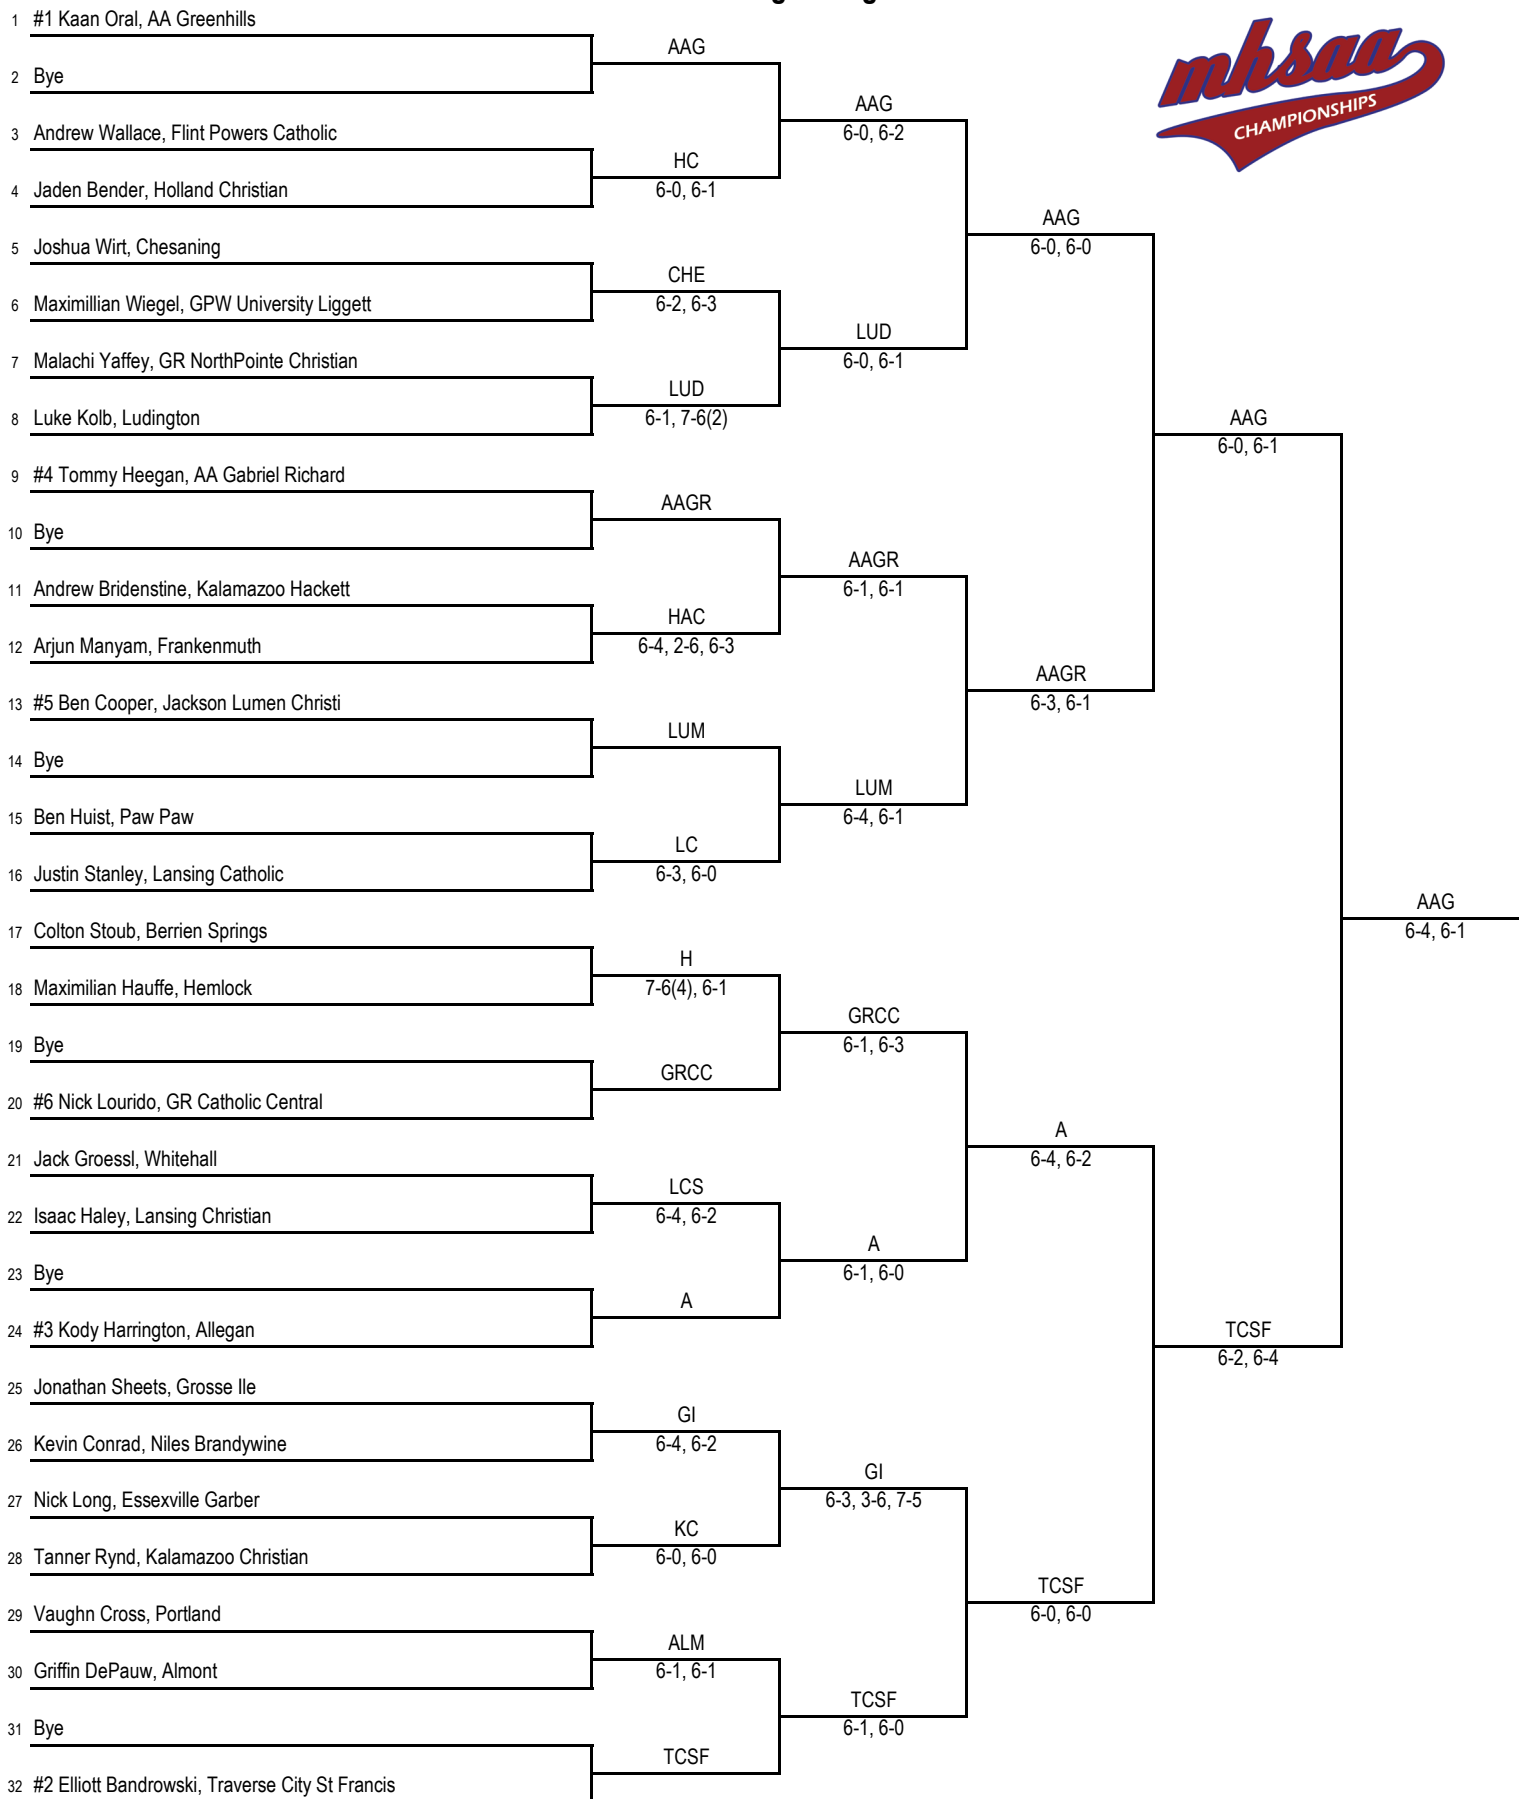 1 #1 Kaan Oral, AA Greenhills
2 Bye
3 Andrew Wallace, Flint Powers Catholic
4 Jaden Bender, Holland Christian
5 Joshua Wirt, Chesaning
6 Maximillian Wiegel, GPW University Liggett
7 Malachi Yaffey, GR NorthPointe Christian
8 Luke Kolb, Ludington
9 #4 Tommy Heegan, AA Gabriel Richard
10 Bye
11 Andrew Bridenstine, Kalamazoo Hackett
12 Arjun Manyam, Frankenmuth
13 #5 Ben Cooper, Jackson Lumen Christi
14 Bye
15 Ben Huist, Paw Paw
16 Justin Stanley, Lansing Catholic
17 Colton Stoub, Berrien Springs
18 Maximilian Hauffe, Hemlock
19 Bye
20 #6 Nick Lourido, GR Catholic Central
21 Jack Groessl, Whitehall
22 Isaac Haley, Lansing Christian
23 Bye
24 #3 Kody Harrington, Allegan
25 Jonathan Sheets, Grosse Ile
26 Kevin Conrad, Niles Brandywine
27 Nick Long, Essexville Garber
28 Tanner Rynd, Kalamazoo Christian
29 Vaughn Cross, Portland
30 Griffin DePauw, Almont
31 Bye
32 #2 Elliott Bandrowski, Traverse City St Francis
AAG
HC
6-0, 6-1
CHE
6-2, 6-3
LUD
6-1, 7-6(2)
AAGR
HAC
6-4, 2-6, 6-3
LUM
LC
6-3, 6-0
H
7-6(4), 6-1
GRCC
LCS
6-4, 6-2
A
GI
6-4, 6-2
KC
6-0, 6-0
ALM
6-1, 6-1
TCSF
AAG
6-0, 6-2
LUD
6-0, 6-1
AAGR
6-1, 6-1
LUM
6-4, 6-1
GRCC
6-1, 6-3
A
6-1, 6-0
GI
6-3, 3-6, 7-5
TCSF
6-1, 6-0
AAG
6-0, 6-0
AAGR
6-3, 6-1
A
6-4, 6-2
TCSF
6-0, 6-0
AAG
6-0, 6-1
TCSF
6-2, 6-4
AAG
6-4, 6-1
mhsaa
CHAMPIONSHIPS